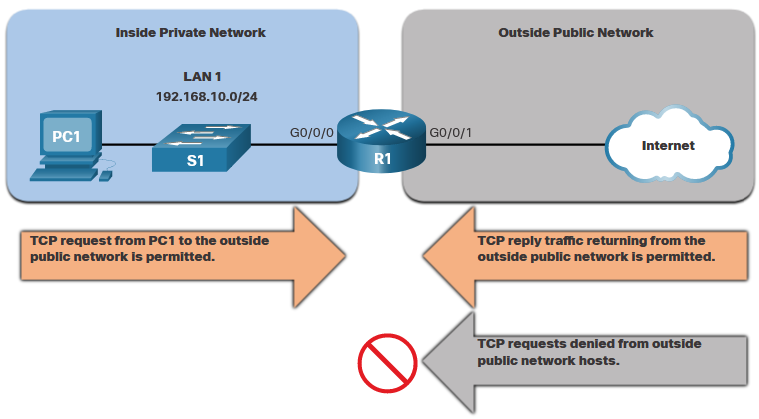 Inside Private Network
Outside Public Network
LAN 1
192.168.10.0/24
PC1
S1
G0/0/0
R1
G0/0/1
Internet
TCP request from PC1 to the outside
public network is permitted.
TCP reply traffic returning from the
outside public network is permitted.
TCP requests denied from outside
public network hosts.